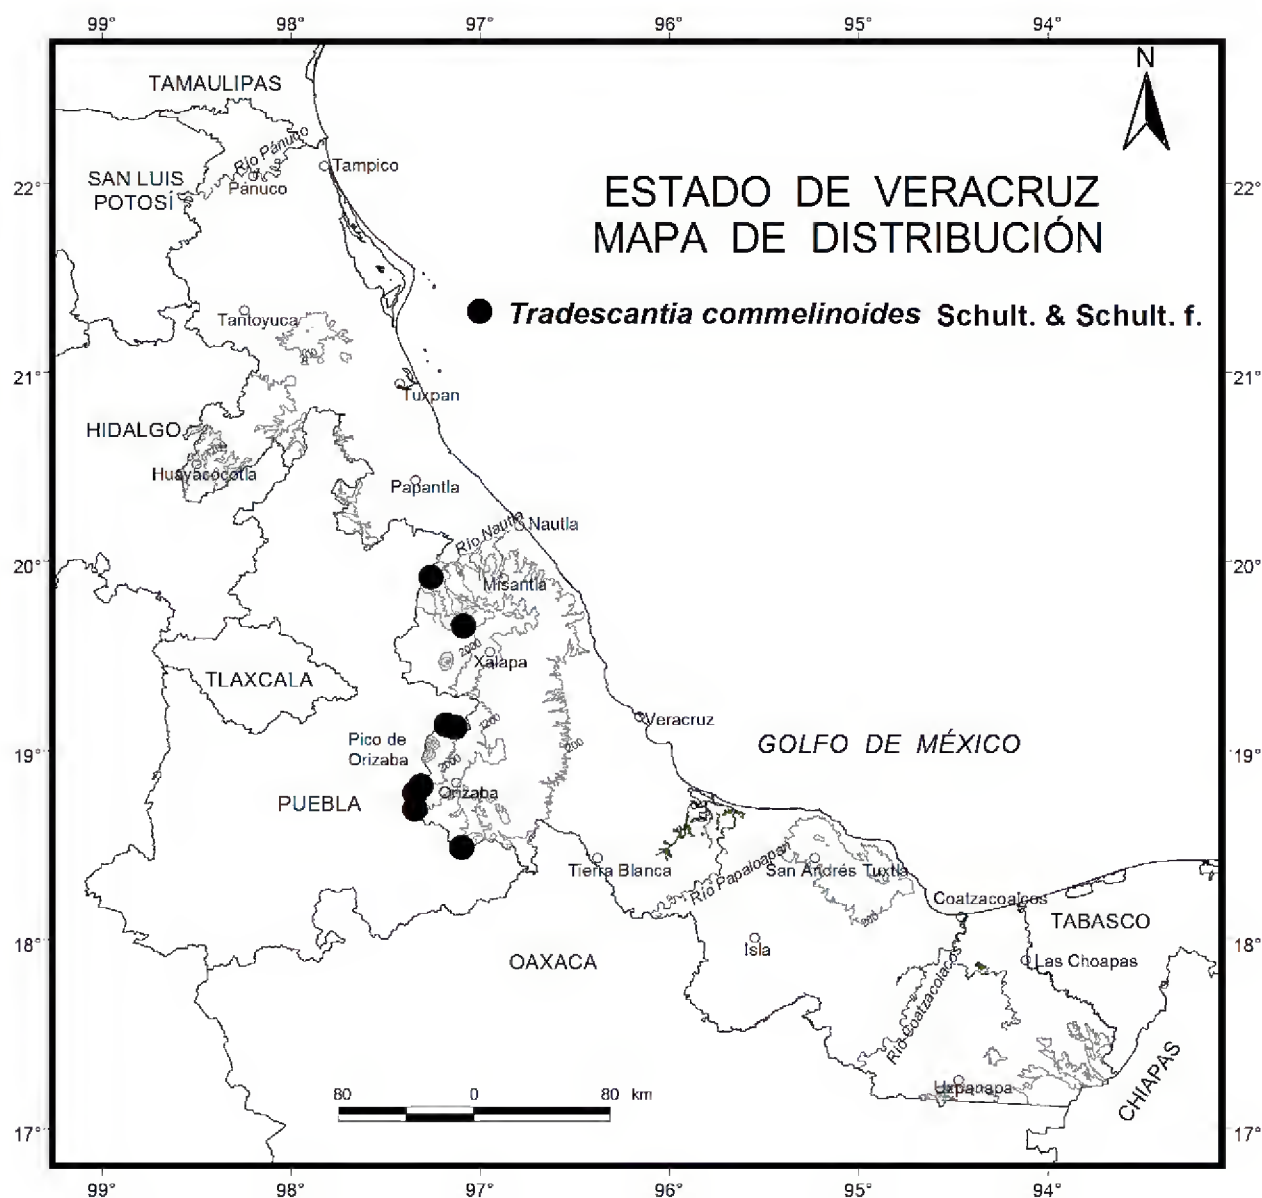 99° 98° 97° 96° 95° 94°
N
TAMAULIPAS
Río Pánuco
Tampico
SAN LUIS
POTOSÍ
Pánuco
22° 22°
ESTADO DE VERACRUZ
MAPA DE DISTRIBUCIÓN
Tradescantia commelinoides Schult. & Schult. f.
Tantoyuca
21° 21°
Tuxpan
HIDALGO
Huayacocotla
Papantla
Río Nautla
Nautla
20° 20°
Misantla
2000
Xalapa
TLAXCALA
1200
Veracruz
Pico de
Orizaba
200
GOLFO DE MÉXICO
19° 19°
2000
Orizaba
PUEBLA
Tierra Blanca
Río Papaloapan
San Andrés Tuxtla
Coatzacoalcos
200
TABASCO
18° 18°
Isla
OAXACA
Las Choapas
Río Coatzacoalcos
Uxpanapa
CHIAPAS
80 0 80 km
17° 17°
99° 98° 97° 96° 95° 94°